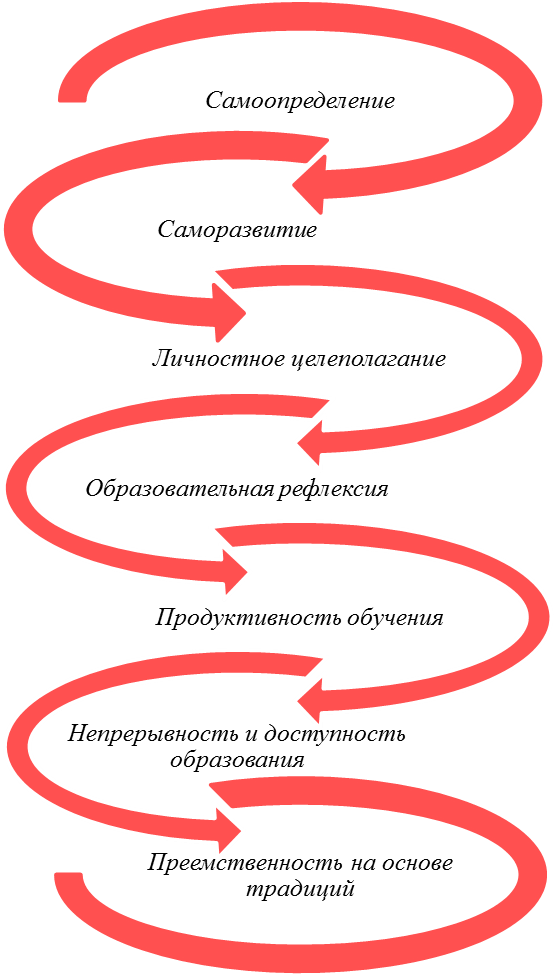 Самоопределение
Саморазвитие
Личностное целеполагание
Образовательная рефлексия
Продуктивность обучения
Непрерывность и доступность
образования
Преемственность на основе
традиций